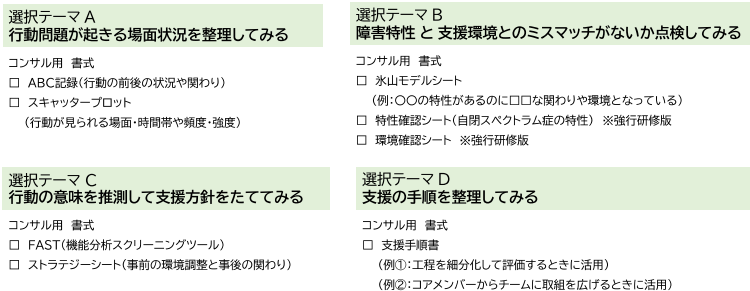 選択テーマ A
行動問題が起きる場面状況を整理してみる
コンサル用 書式
□ ABC記録(行動の前後の状況や関わり)
□ スキャッタープロット
(行動が見られる場面・時間帯や頻度・強度)
選択テーマ B
障害特性 と 支援環境とのミスマッチがないか点検してみる
コンサル用 書式
□ 氷山モデルシート
(例:〇〇の特性があるのに□□な関わりや環境となっている)
□ 特性確認シート(自閉スペクトラム症の特性) ※強行研修版
□ 環境確認シート ※強行研修版
選択テーマ C
行動の意味を推測して支援方針をたててみる
コンサル用 書式
□ FAST(機能分析スクリーニングツール)
□ ストラテジーシート(事前の環境調整と事後の関わり)
選択テーマ D
支援の手順を整理してみる
コンサル用 書式
□ 支援手順書
(例①:工程を細分化して評価するときに活用)
(例②:コアメンバーからチームに取組を広げるときに活用)